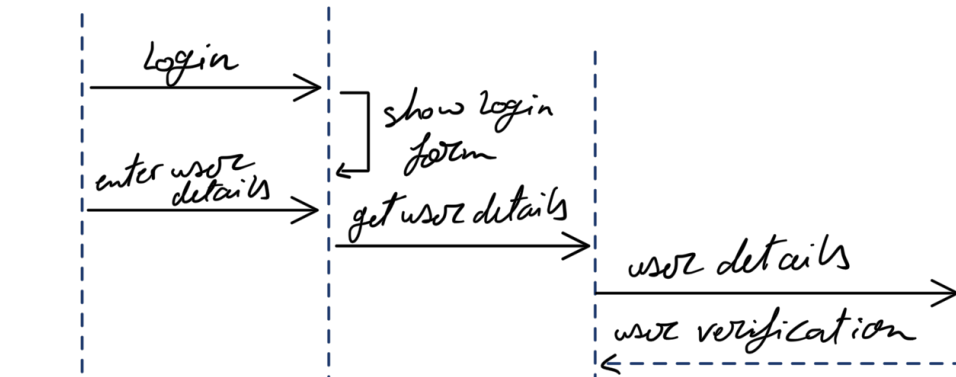 Login
show login
form
enter user
details
get user details
user details
user verification